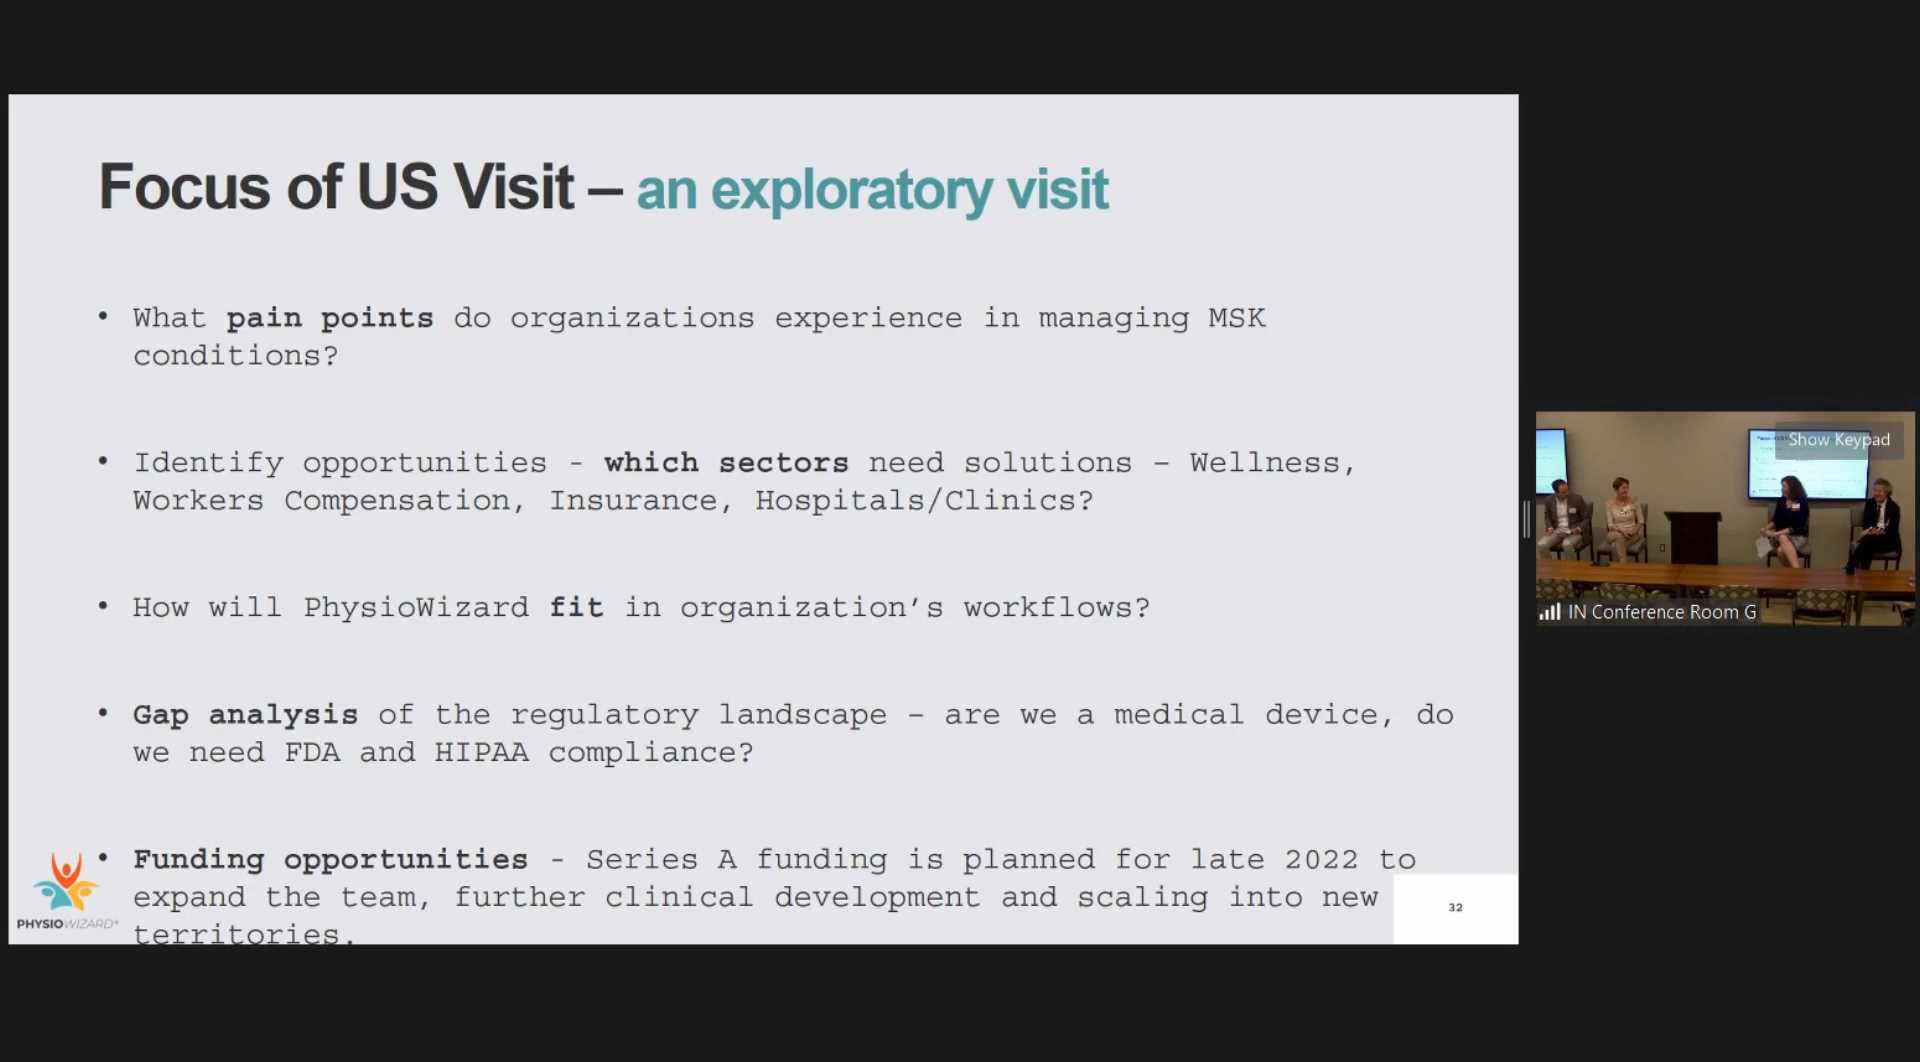 Focus of US Visit – an exploratory visit
• What pain points do organizations experience in managing MSK
conditions?
• Identify opportunities - which sectors need solutions – Wellness,
Workers Compensation, Insurance, Hospitals/Clinics?
• How will PhysioWizard fit in organization’s workflows?
• Gap analysis of the regulatory landscape – are we a medical device, do
we need FDA and HIPAA compliance?
• Funding opportunities - Series A funding is planned for late 2022 to
expand the team, further clinical development and scaling into new
territories.
PHYSIOWIZARD®
32
Show Keypad
IN Conference Room G